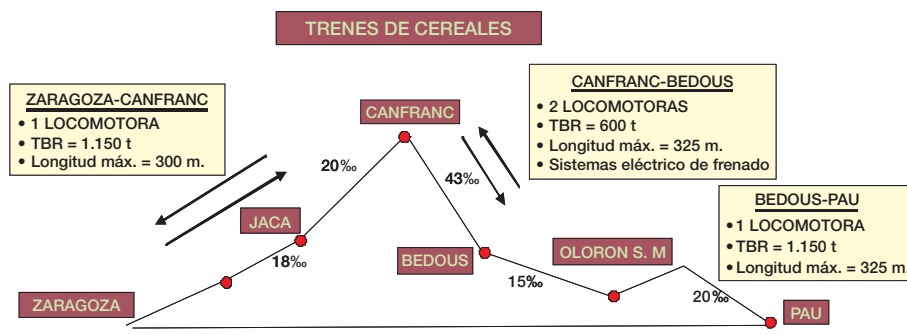 TRENES DE CEREALES
ZARAGOZA-CANFRANC
• 1 LOCOMOTORA
• TBR = 1.150 t
• Longitud máx. = 300 m.
CANFRANC-BEDOUS
• 2 LOCOMOTORAS
• TBR = 600 t
• Longitud máx. = 325 m.
• Sistemas eléctrico de frenado
CANFRANC
20‰
43‰
BEDOUS-PAU
• 1 LOCOMOTORA
• TBR = 1.150 t
• Longitud máx. = 325 m.
JACA
18‰
BEDOUS
OLORON S. M
15‰
20‰
ZARAGOZA
PAU